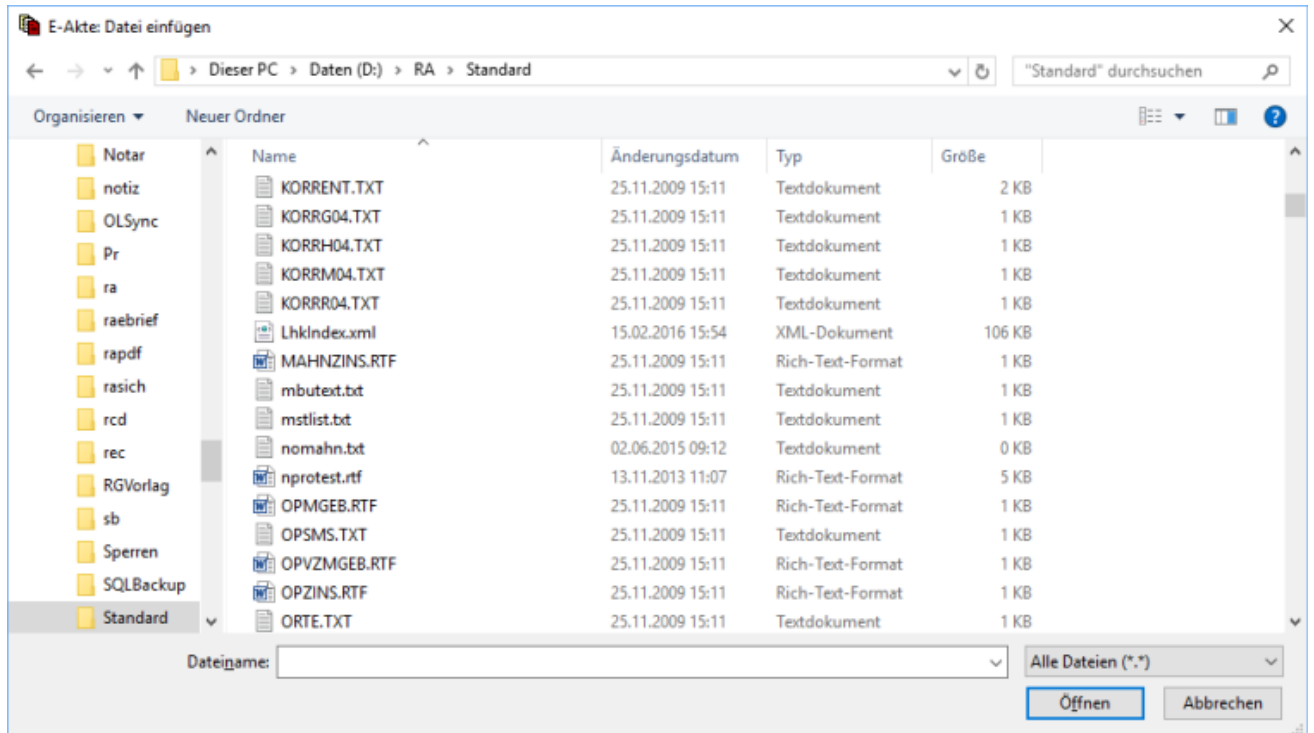 E-Akte: Datei einfügen
Dieser PC > Daten (D:) > RA > Standard
"Standard" durchsuchen
Organisieren
Neuer Ordner
Notar
notiz
OLSync
Pr
ra
raebrief
rapdf
rasich
rcd
rec
RGVorlag
sb
Sperren
SQLBackup
Standard
Name Änderungsdatum Typ Größe
KORRENT.TXT 25.11.2009 15:11 Textdokument 2 KB
KORRG04.TXT 25.11.2009 15:11 Textdokument 1 KB
KORRH04.TXT 25.11.2009 15:11 Textdokument 1 KB
KORRM04.TXT 25.11.2009 15:11 Textdokument 1 KB
KORRR04.TXT 25.11.2009 15:11 Textdokument 1 KB
LhkIndex.xml 15.02.2016 15:54 XML-Dokument 106 KB
MAHNZINS.RTF 25.11.2009 15:11 Rich-Text-Format 1 KB
mbutext.txt 25.11.2009 15:11 Textdokument 1 KB
mstlist.txt 25.11.2009 15:11 Textdokument 1 KB
nomahn.txt 02.06.2015 09:12 Textdokument 0 KB
nprotest.rtf 13.11.2013 11:07 Rich-Text-Format 5 KB
OPMGEB.RTF 25.11.2009 15:11 Rich-Text-Format 1 KB
OPSMS.TXT 25.11.2009 15:11 Textdokument 1 KB
OPVZMGEB.RTF 25.11.2009 15:11 Rich-Text-Format 1 KB
OPZINS.RTF 25.11.2009 15:11 Rich-Text-Format 1 KB
ORTE.TXT 25.11.2009 15:11 Textdokument 1 KB
Dateiname:
Alle Dateien (*.*)
Öffnen
Abbrechen